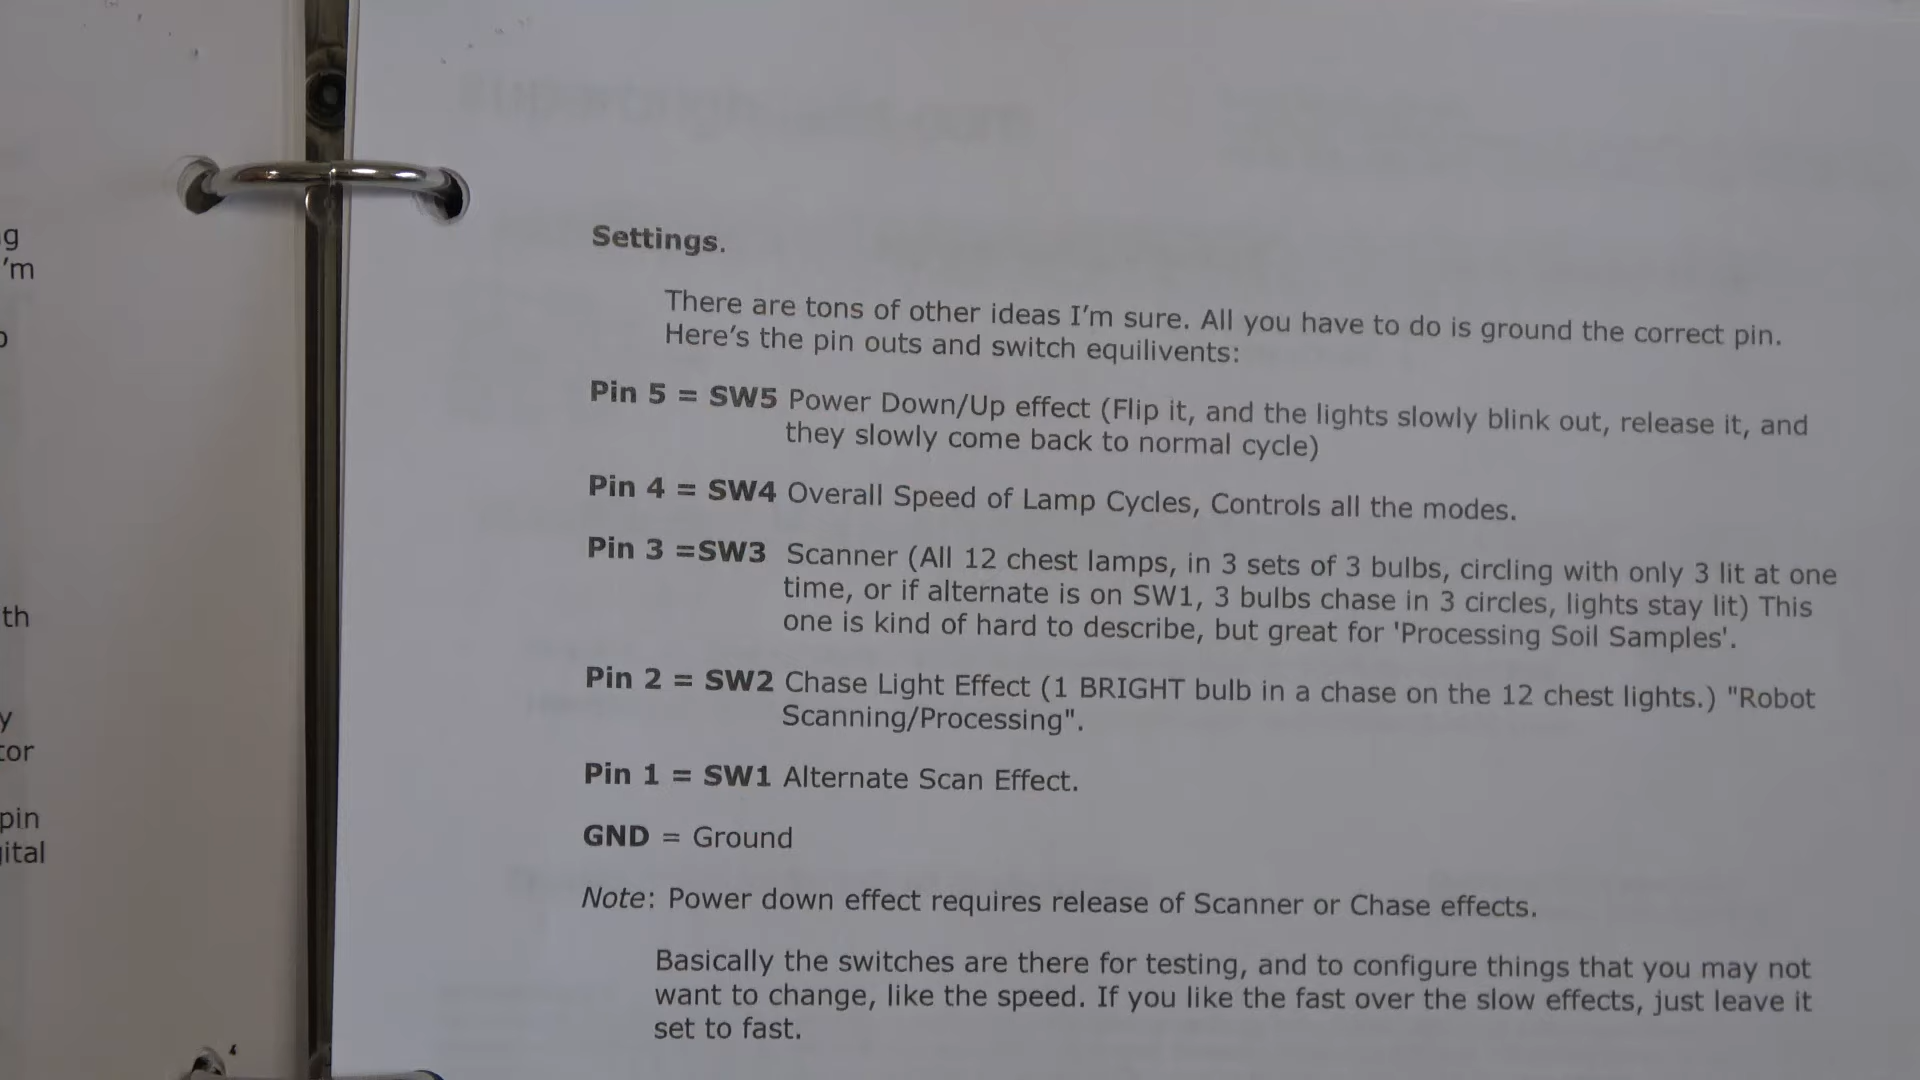 g
'm
th
y
tor
pin
ital
Settings.
There are tons of other ideas I'm sure. All you have to do is ground the correct pin.
Here's the pin outs and switch equilivents:
Pin 5 = SW5 Power Down/Up effect (Flip it, and the lights slowly blink out, release it, and
they slowly come back to normal cycle)
Pin 4 = SW4 Overall Speed of Lamp Cycles, Controls all the modes.
Pin 3 =SW3 Scanner (All 12 chest lamps, in 3 sets of 3 bulbs, circling with only 3 lit at one
time, or if alternate is on SW1, 3 bulbs chase in 3 circles, lights stay lit) This
one is kind of hard to describe, but great for 'Processing Soil Samples'.
Pin 2 = SW2 Chase Light Effect (1 BRIGHT bulb in a chase on the 12 chest lights.) "Robot
Scanning/Processing".
Pin 1 = SW1 Alternate Scan Effect.
GND = Ground
Note: Power down effect requires release of Scanner or Chase effects.
Basically the switches are there for testing, and to configure things that you may not
want to change, like the speed. If you like the fast over the slow effects, just leave it
set to fast.